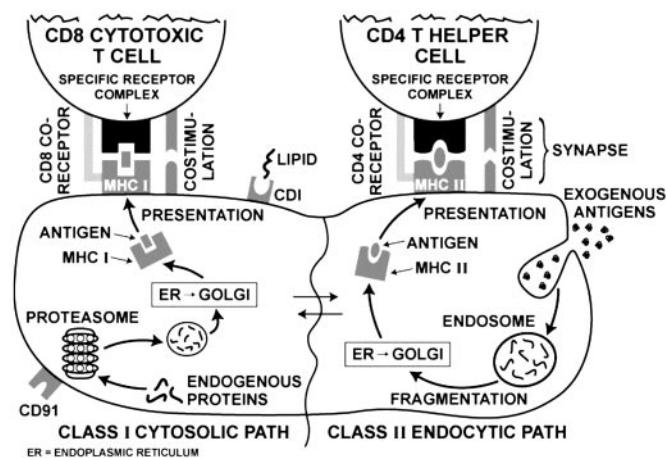 CD8 CYTOTOXIC
T CELL
SPECIFIC RECEPTOR
COMPLEX
CD8 CO-
RECEPTOR
MHC I
COSTIMU-
LATION
LIPID
CDI
PRESENTATION
ANTIGEN
MHC I
ER → GOLGI
PROTEASOME
ENDOGENOUS
PROTEINS
CD91
CLASS I CYTOSOLIC PATH
ER = ENDOPLASMIC RETICULUM
CD4 T HELPER
CELL
SPECIFIC RECEPTOR
COMPLEX
CD4 CO-
RECEPTOR
MHC II
COSTIMU-
LATION
SYNAPSE
EXOGENOUS
ANTIGENS
PRESENTATION
ANTIGEN
MHC II
ENDOSOME
ER → GOLGI
FRAGMENTATION
CLASS II ENDOCYTIC PATH